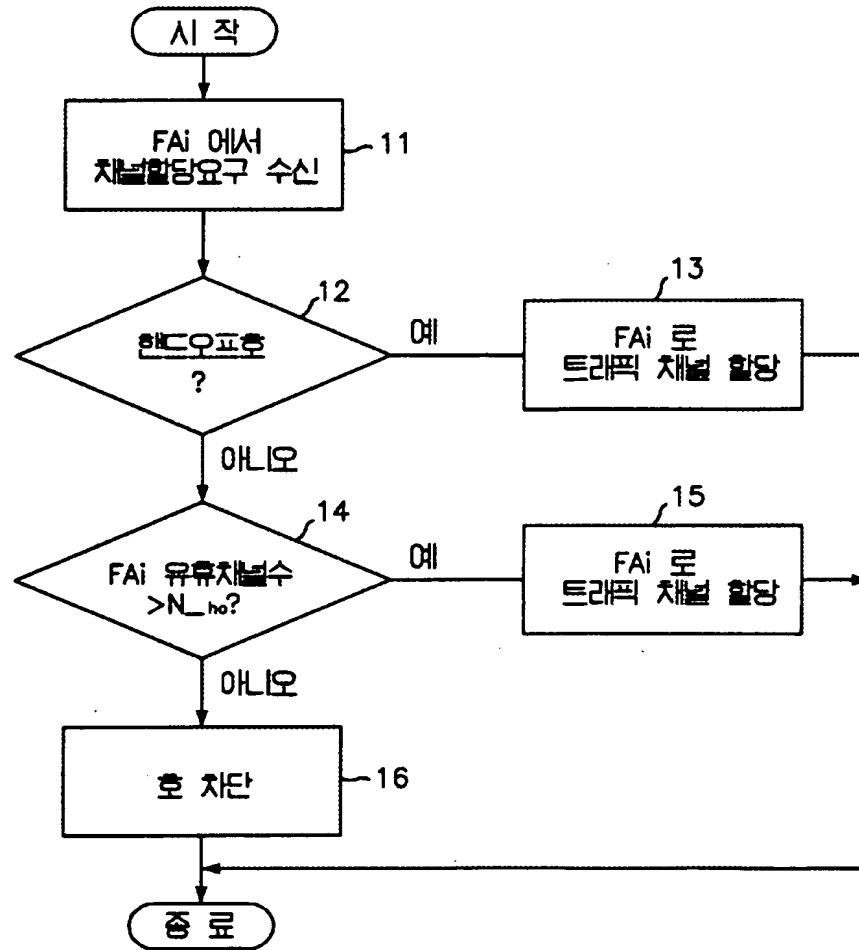 시 작
FAi 에서
채널할당요구 수신
11
12
핸드오프호
?
예
13
FAi 로
트래픽 채널 할당
아니오
14
FAi 유휴채널수
>N_ho?
예
15
FAi 로
트래픽 채널 할당
아니오
호 차단
16
종 료